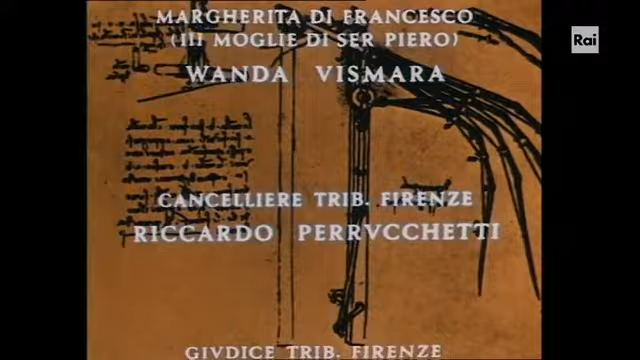 MARGHERITA DI FRANCESCO
(III MOGLIE DI SER PIERO)
WANDA VISMARA
CANCELLIERE TRIB. FIRENZE
RICCARDO PERRVCCHETTI
GIVDICE TRIB. FIRENZE
Rai